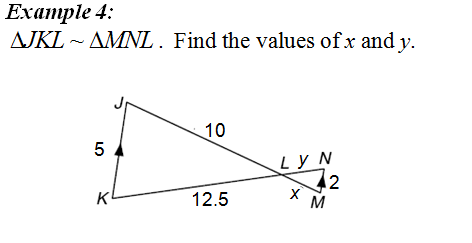 Example 4:
ΔJKL ~ ΔMNL. Find the values of x and y.
J
10
5
L y N
2
K
12.5
x
M